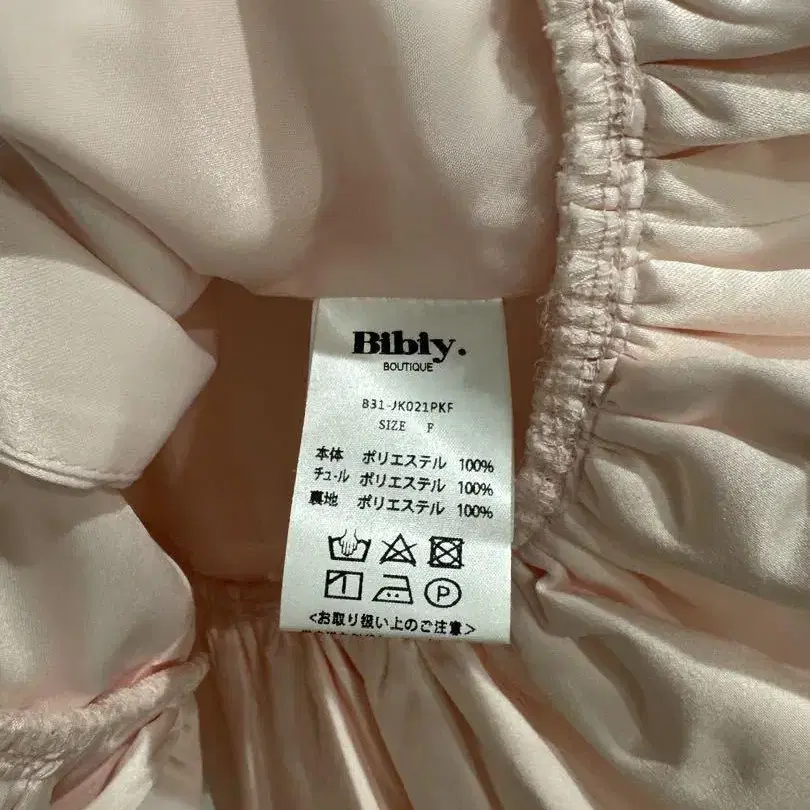 Bibly.
BOUTIQUE
B31-JK021PKF
SIZE F
本体 ポリエステル 100%
チュール ポリエステル 100%
裏地 ポリエステル 100%
P
<お取り扱い上のご注意>